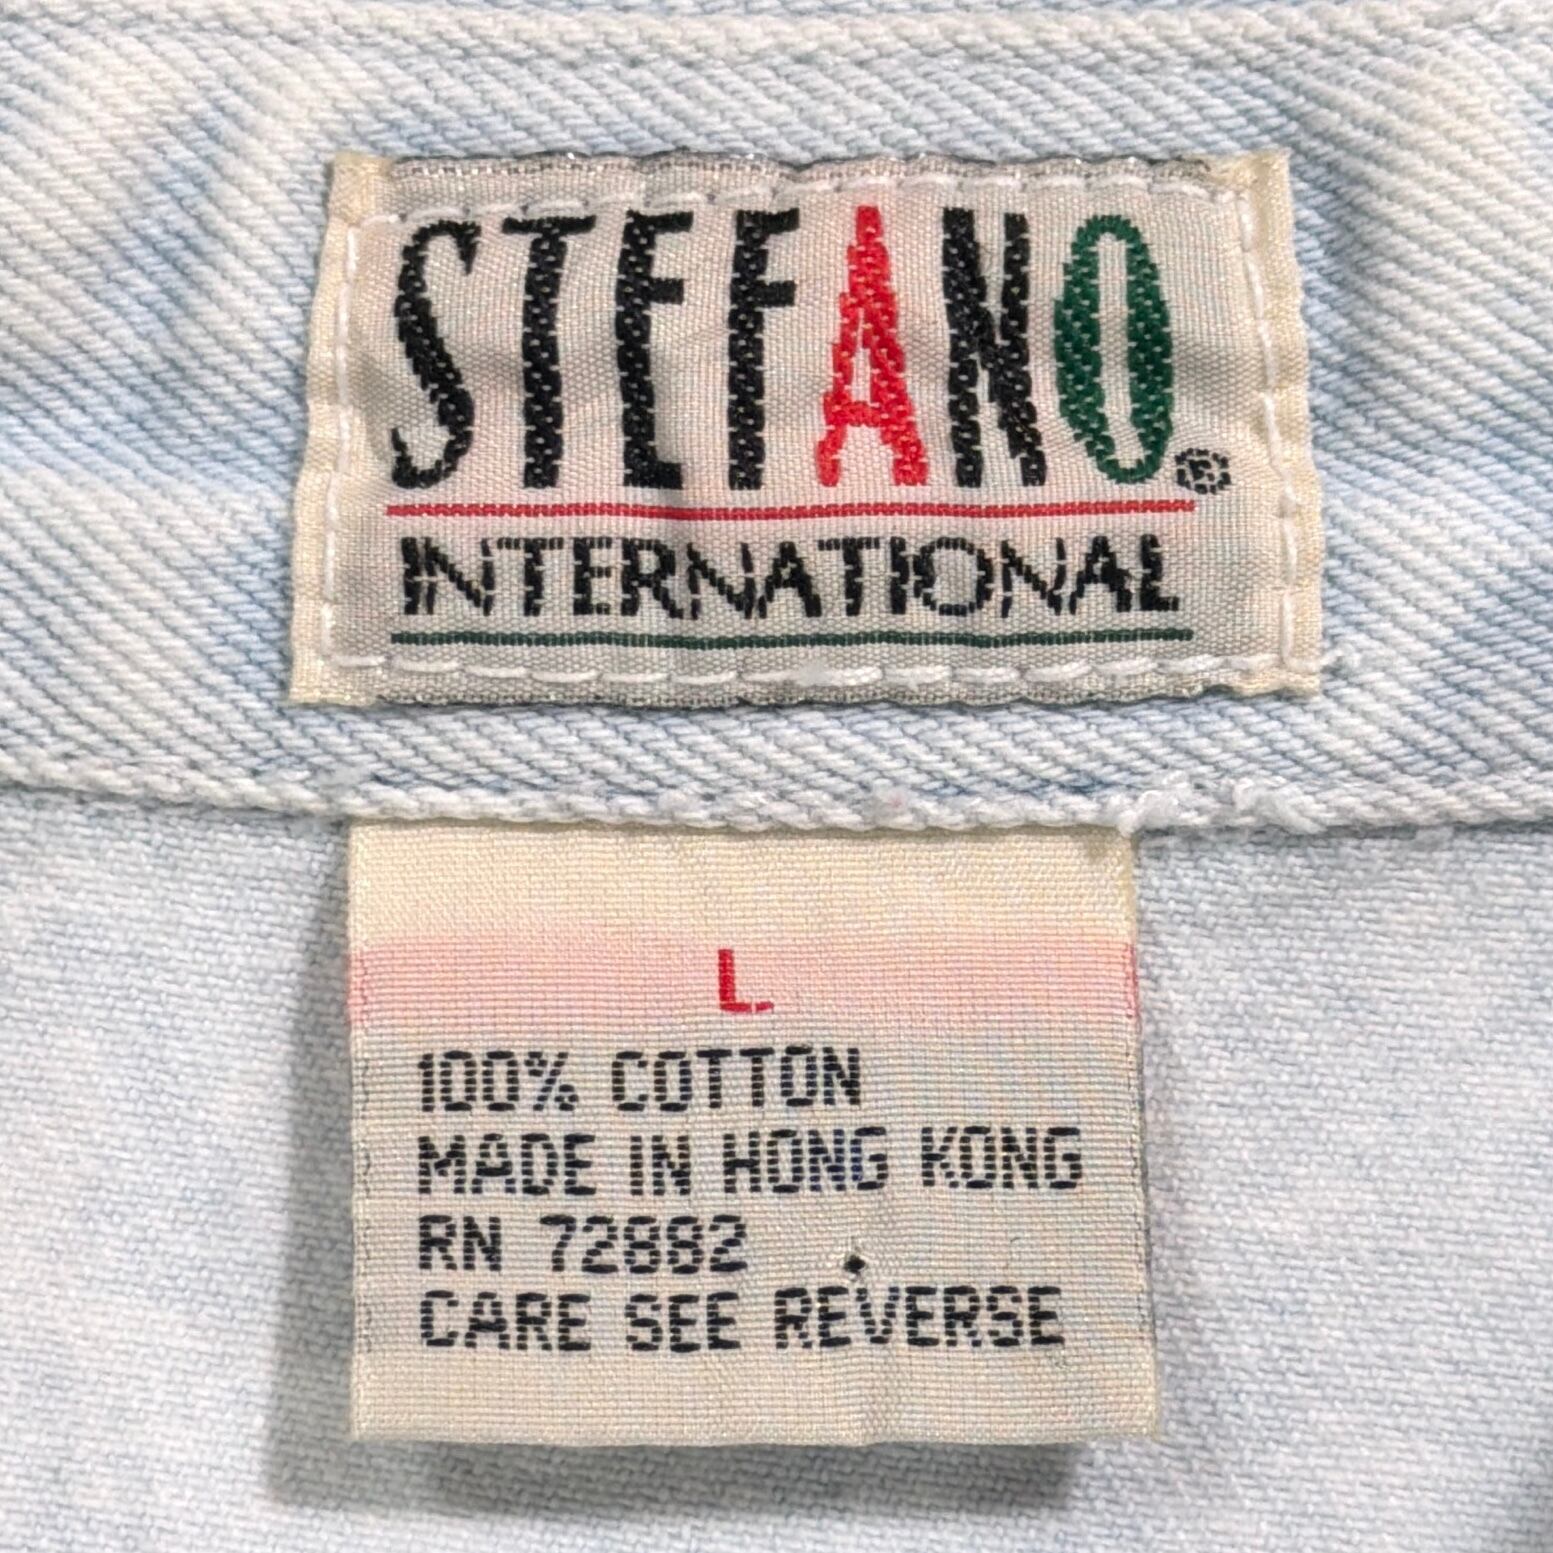 STEFANO®
INTERNATIONAL
L
100% COTTON
MADE IN HONG KONG
RN 72882
CARE SEE REVERSE